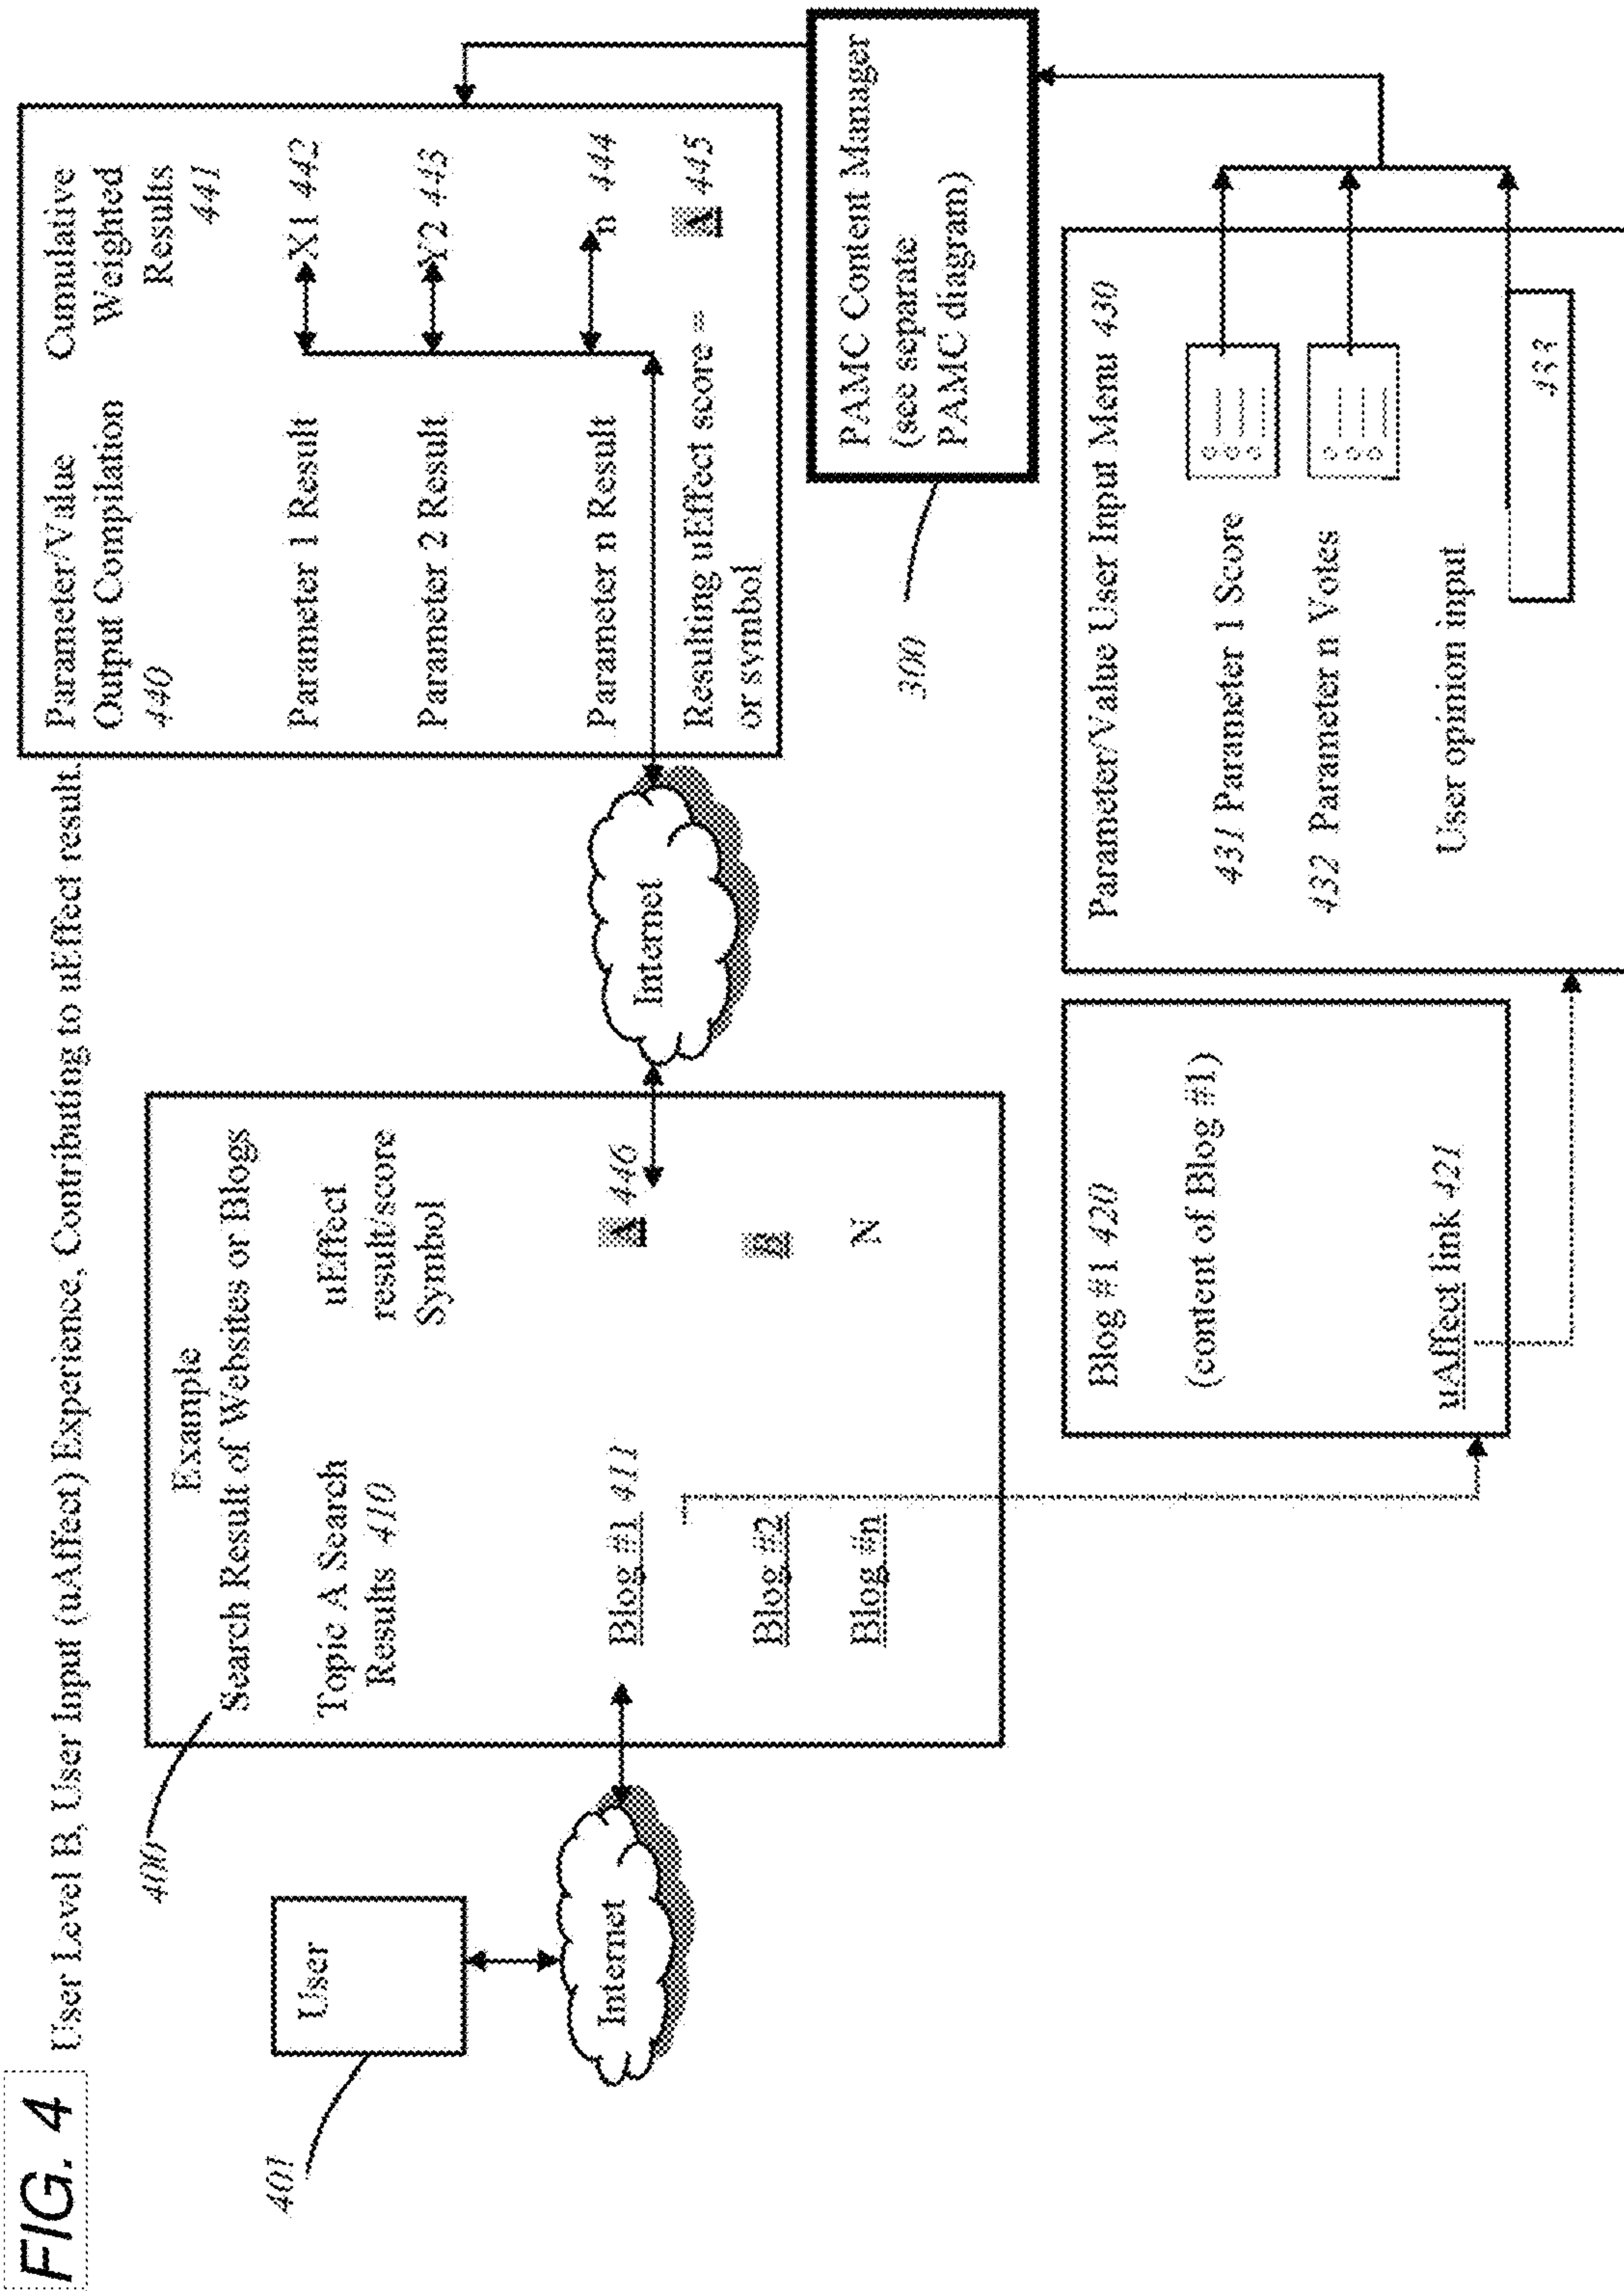 FIG. 4
User Level B, User Input (uAffect) Experience, Contributing to uEffect result.
401
User
Internet
400
Example
Search Result of Websites or Blogs
Topic A Search
Results 410
uEffect
result/score
Symbol
Blog #1 411
A 446
Blog #2
B
Blog #n
N
Internet
Parameter/Value
Output Compilation
440
Cumulative
Weighted
Results
441
Parameter 1 Result
X1 442
Parameter 2 Result
Y2 443
Parameter n Result
n 444
Resulting uEffect score =
or symbol
A 445
300
PAMC Content Manager
(see separate
PAMC diagram)
Blog #1 420
(content of Blog #1)
uAffect link 421
Parameter/Value User Input Menu 430
431 Parameter 1 Score
432 Parameter n Votes
User opinion input
433